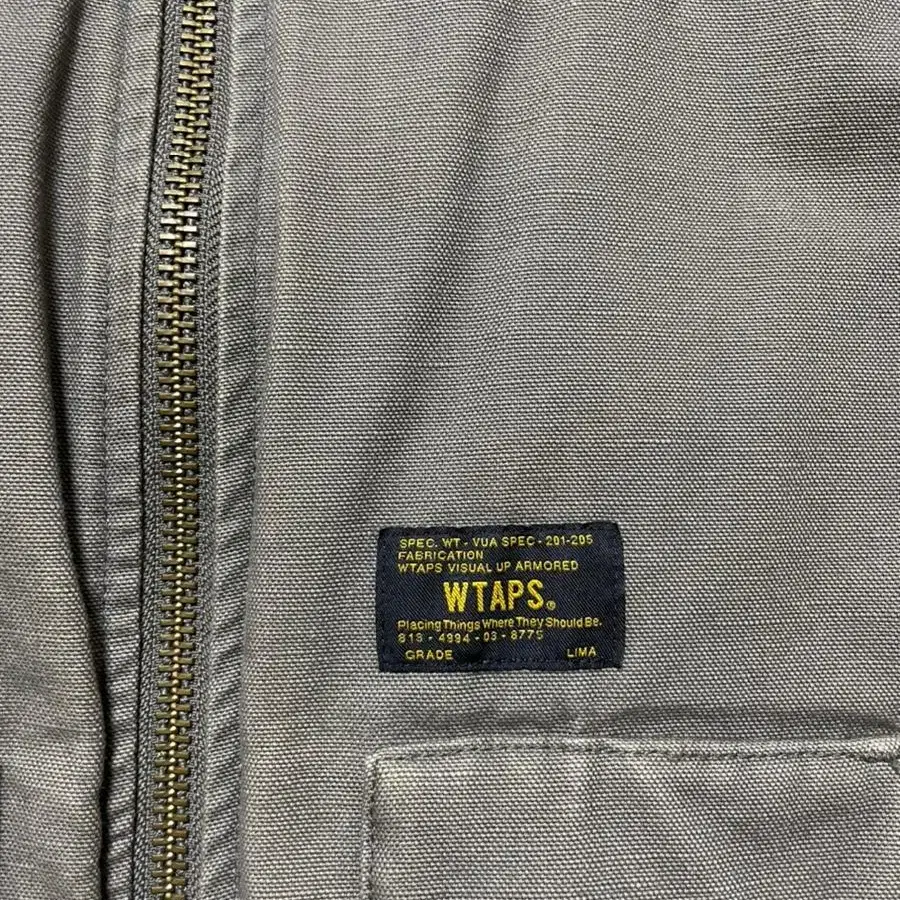 SPEC. WT - VUA SPEC - 201-205
FABRICATION
WTAPS VISUAL UP ARMORED
WTAPS®
Placing Things Where They Should Be.
813 - 4994 - 03 - 8775
GRADE LIMA